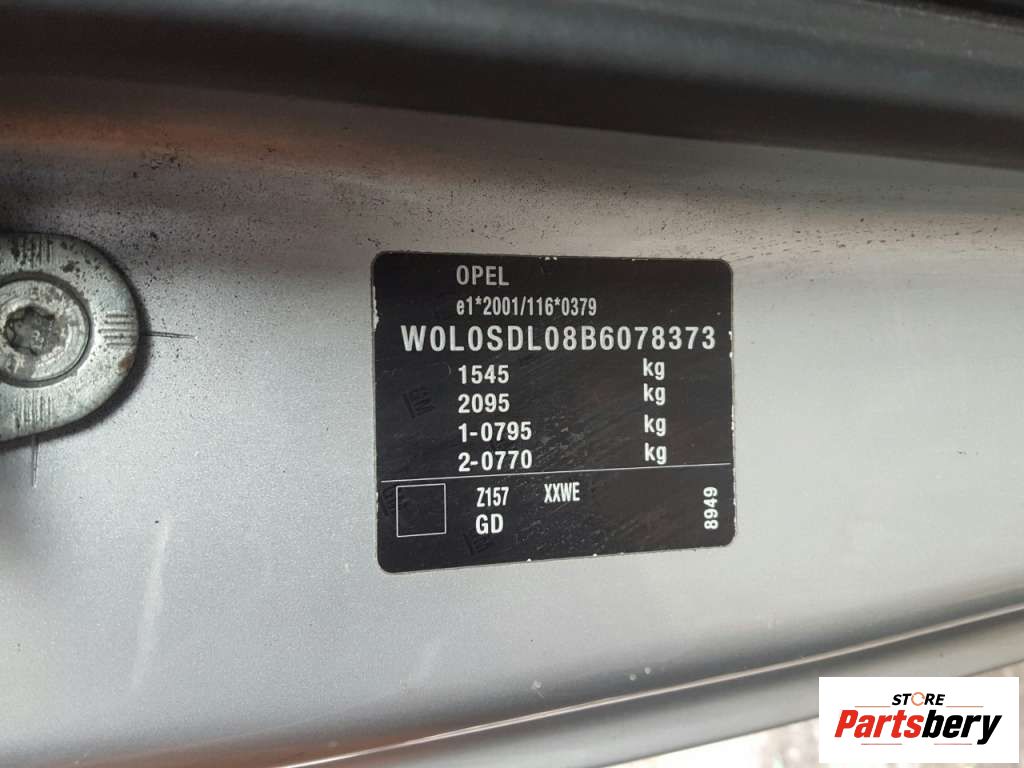 OPEL
e1*2001/116*0379
W0L0SDL08B6078373
1545 kg
2095 kg
1-0795 kg
2-0770 kg
Z157 XXWE
GD
8949
GM
STORE
Partsbery